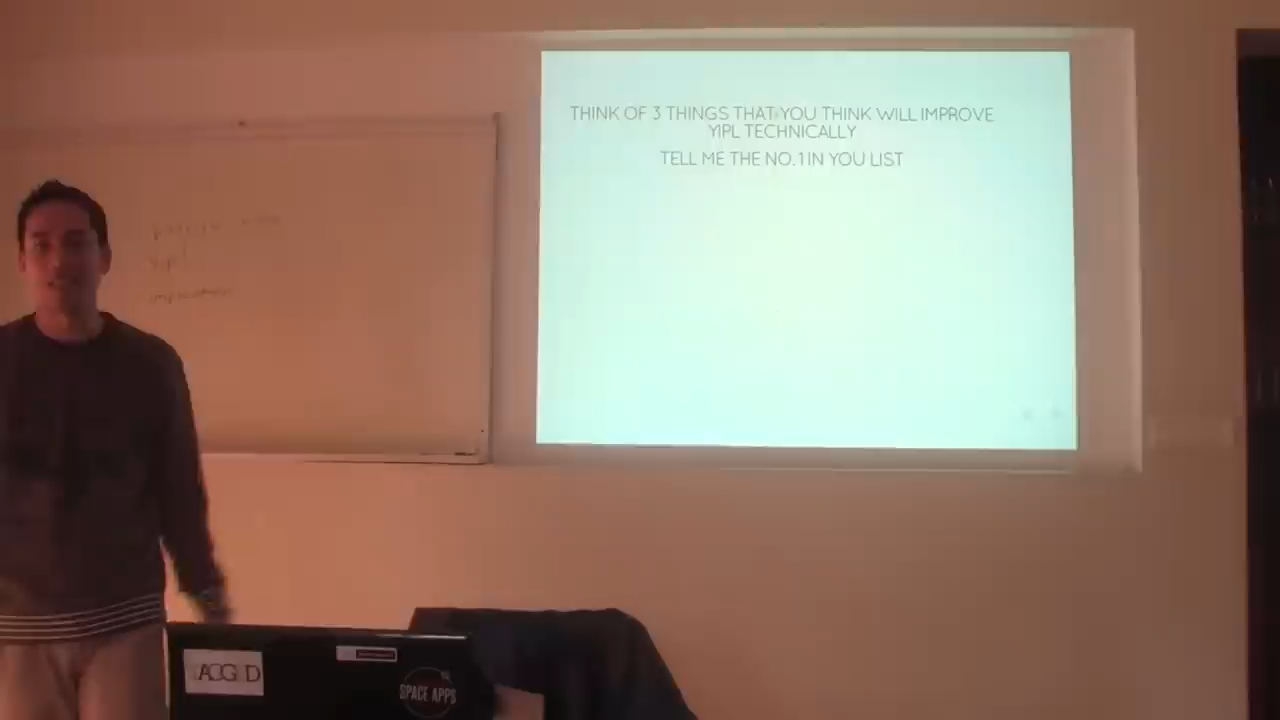 THINK OF 3 THINGS THAT YOU THINK WILL IMPROVE
YIPL TECHNICALLY
TELL ME THE NO.1 IN YOU LIST
SPACE APPS